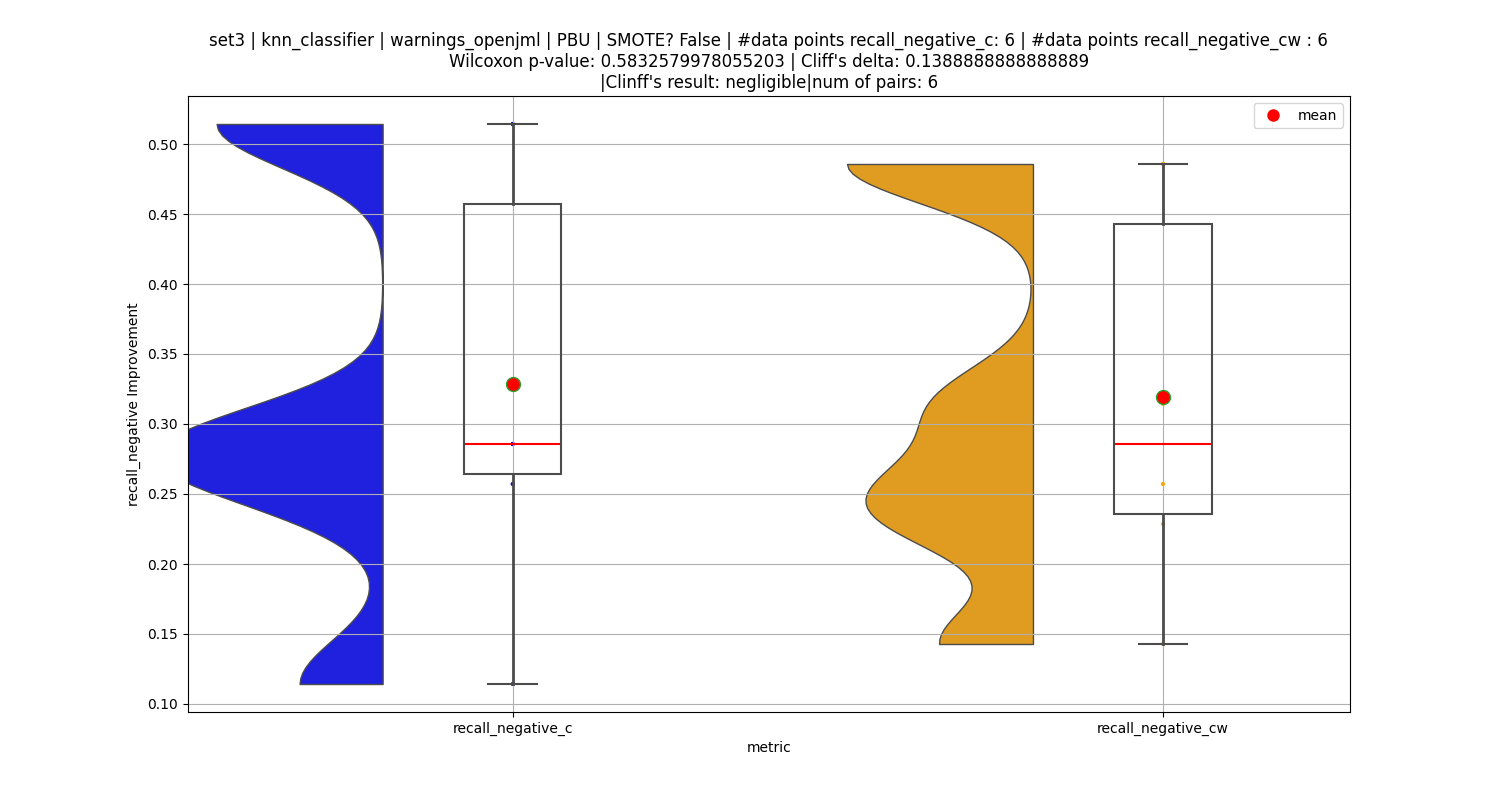 set3 | knn_classifier | warnings_openjml | PBU | SMOTE? False | #data points recall_negative_c: 6 | #data points recall_negative_cw : 6
Wilcoxon p-value: 0.5832579978055203 | Cliff's delta: 0.1388888888888889
|Clinff's result: negligible|num of pairs: 6
mean
0.50
0.45
0.40
0.35
0.30
0.25
0.20
0.15
0.10
recall_negative Improvement
recall_negative_c
recall_negative_cw
metric